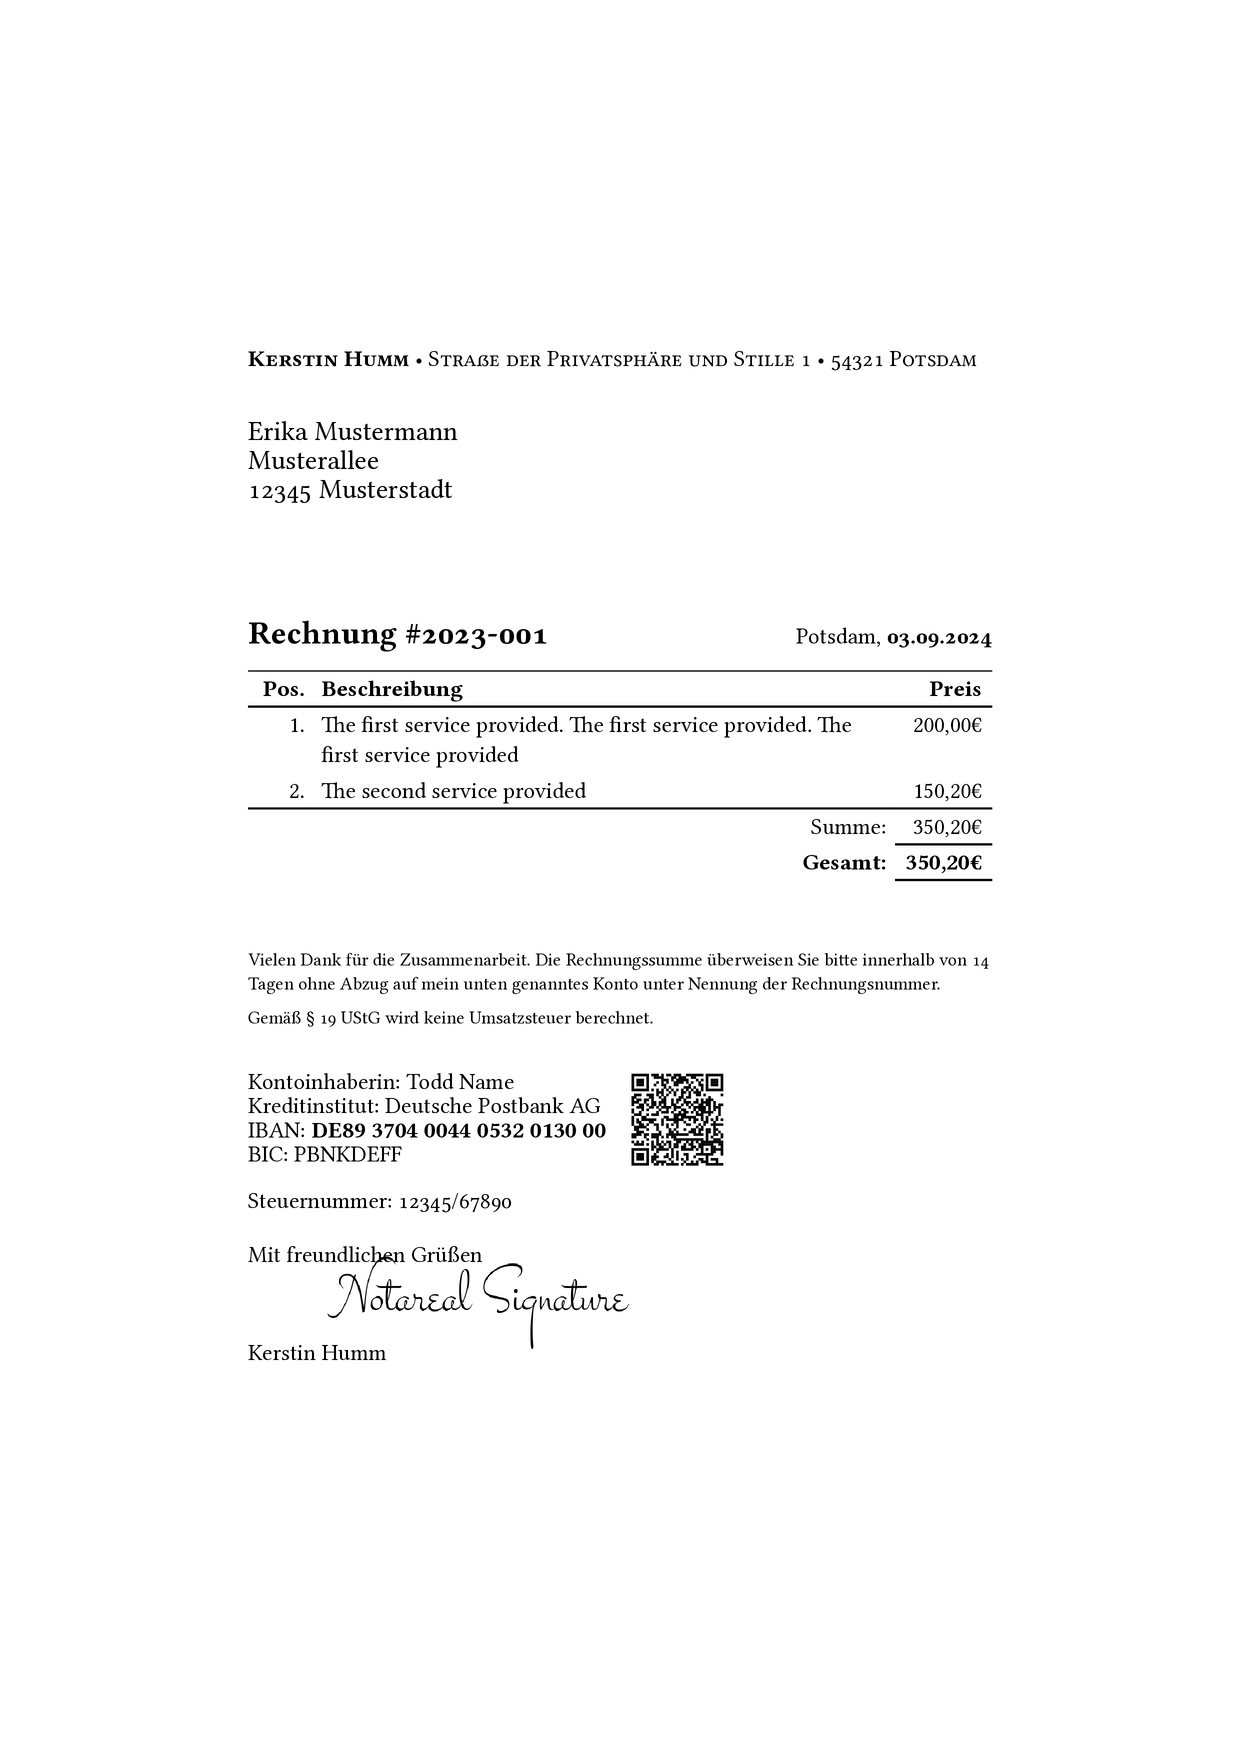 Kerstin Humm • Straße der Privatsphäre und Stille 1 • 54321 Potsdam
Erika Mustermann
Musterallee
12345 Musterstadt
Rechnung #2023-001 Potsdam, 03.09.2024
Pos. Beschreibung Preis
1. The first service provided. The first service provided. The 200,00€
first service provided
2. The second service provided 150,20€
Summe: 350,20€
Gesamt: 350,20€
Vielen Dank für die Zusammenarbeit. Die Rechnungssumme überweisen Sie bitte innerhalb von 14
Tagen ohne Abzug auf mein unten genanntes Konto unter Nennung der Rechnungsnummer.
Gemäß § 19 UStG wird keine Umsatzsteuer berechnet.
Kontoinhaberin: Todd Name
Kreditinstitut: Deutsche Postbank AG
IBAN: DE89 3704 0044 0532 0130 00
BIC: PBNKDEFF
Steuernummer: 12345/67890
Mit freundlichen Grüßen
Notareal Signature
Kerstin Humm